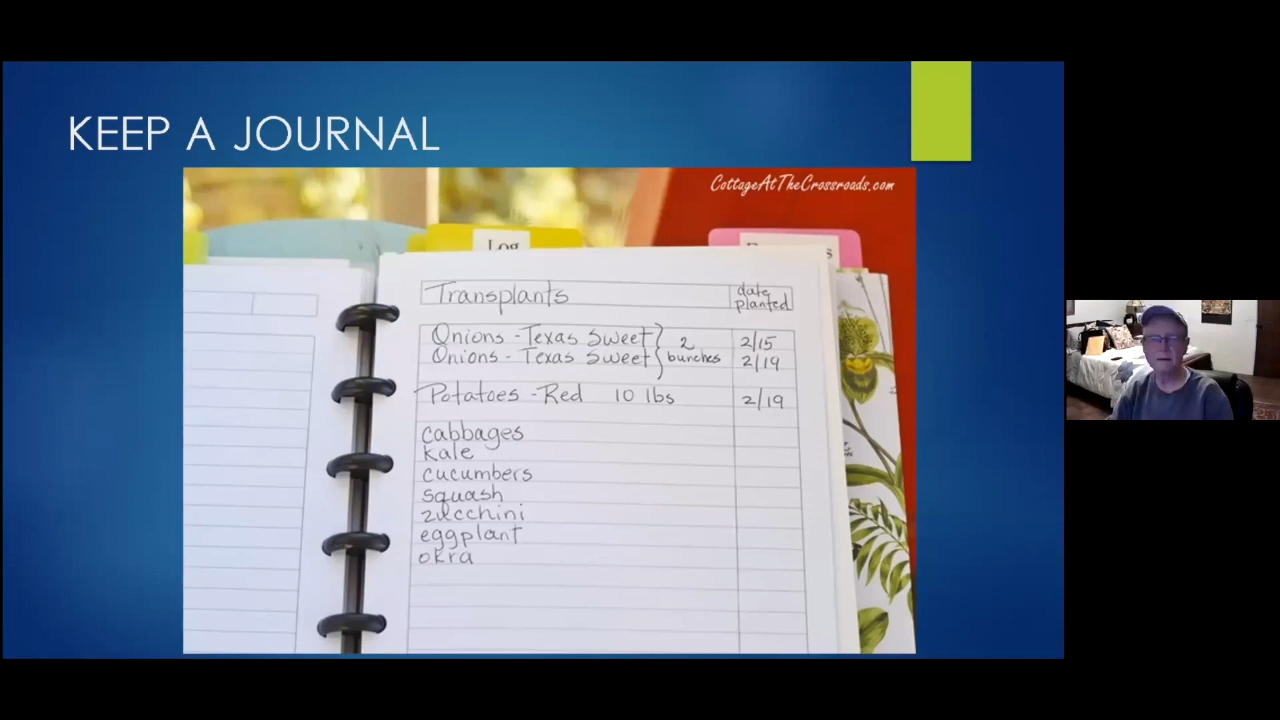 KEEP A JOURNAL
CottageAtTheCrossroads.com
Log
Transplants date planted
Onions - Texas Sweet } 2 bunches 2/15
Onions - Texas Sweet 2/19
Potatoes - Red 10 lbs 2/19
cabbages
kale
cucumbers
squash
zucchini
eggplant
okra